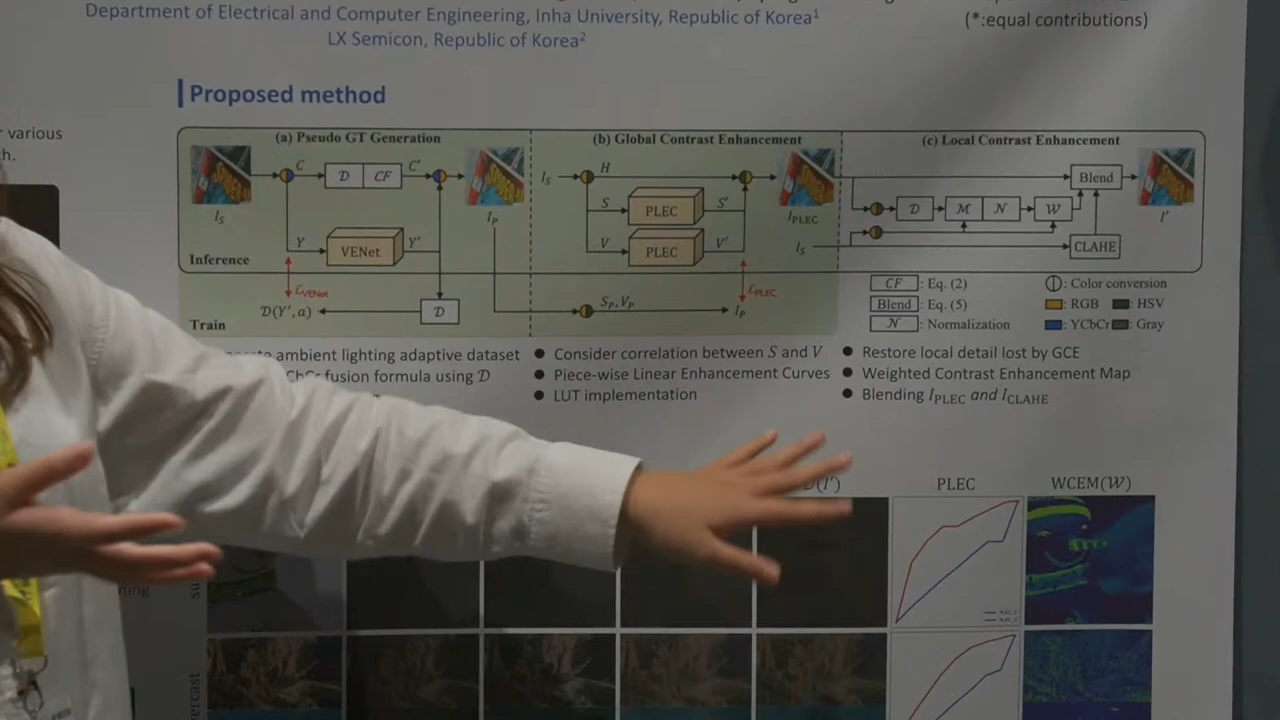 Department of Electrical and Computer Engineering, Inha University, Republic of Korea¹
(*:equal contributions)
LX Semicon, Republic of Korea²
Proposed method
various
h.
(a) Pseudo GT Generation
(b) Global Contrast Enhancement
(c) Local Contrast Enhancement
C
D
CF
C'
I_S
I_P
Y
VENet
Y'
Inference
L_VENet
D(Y', a)
D
Train
I_S
H
S
PLEC
S'
V
PLEC
V'
I_PLEC
L_PLEC
S_P, V_P
I_P
I_S
D
M
N
W
Blend
CLAHE
I'
CF : Eq. (2)
Blend : Eq. (5)
N : Normalization
: Color conversion
: RGB
: HSV
: YCbCr
: Gray
ambient lighting adaptive dataset
fusion formula using D
● Consider correlation between S and V
● Piece-wise Linear Enhancement Curves
● LUT implementation
● Restore local detail lost by GCE
● Weighted Contrast Enhancement Map
● Blending I_PLEC and I_CLAHE
(I')
PLEC
WCEM(W)
ning
su
ercast